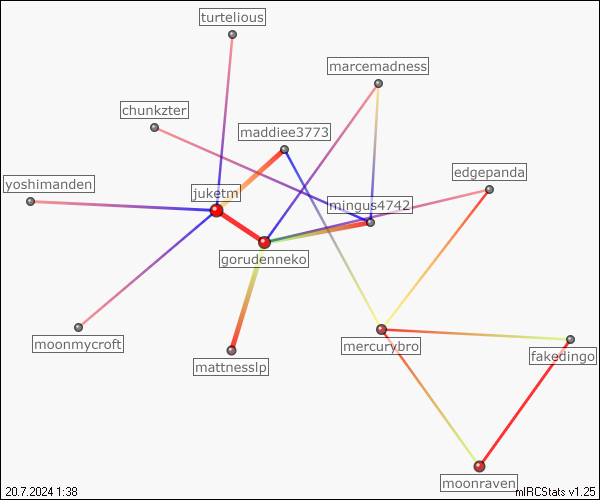 turtelious
marcemadness
chunkzter
maddiee3773
edgepanda
yoshimanden
juketml
mingus4742
gorudenneko
moonmycroft
mercurybro
fakedingo
mattnesslp
moonraven
20.7.2024 1:38
mIRCStats v1.25